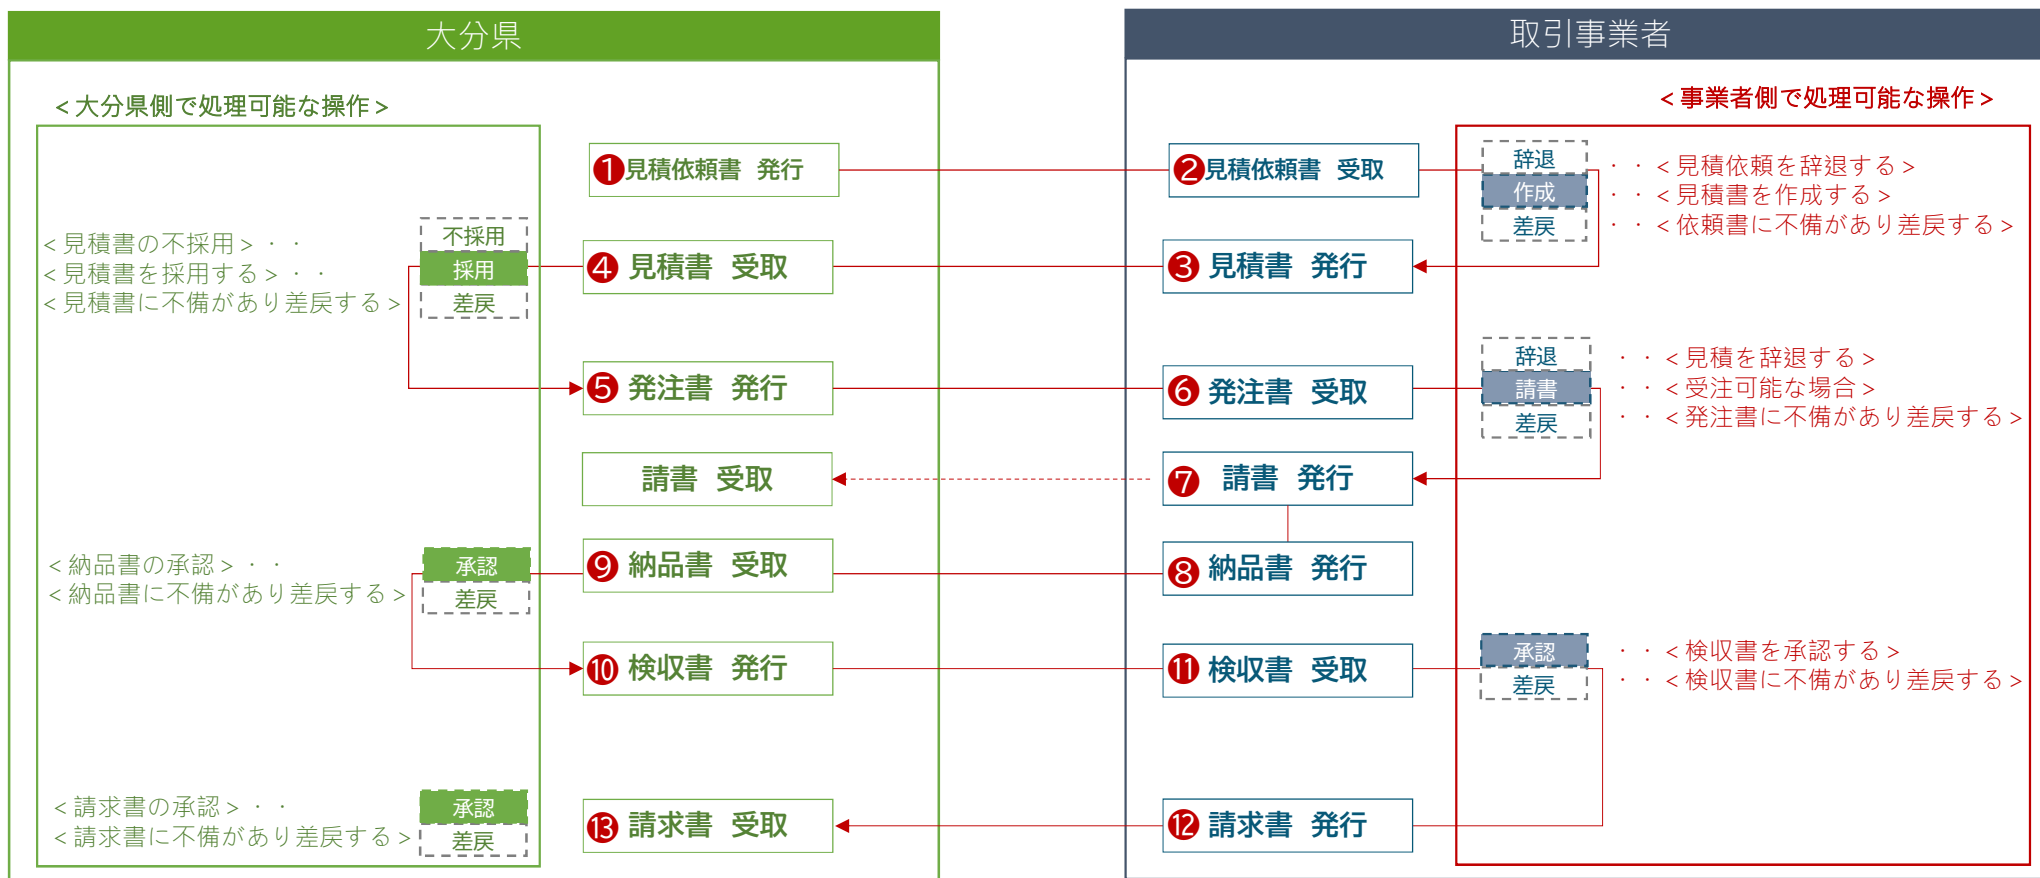 大分県
取引事業者
<大分県側で処理可能な操作>
<事業者側で処理可能な操作>
❶見積依頼書 発行
❷見積依頼書 受取
辞退
・・<見積依頼を辞退する>
作成
・・<見積書を作成する>
差戻
・・<依頼書に不備があり差戻する>
<見積書の不採用>・・
不採用
<見積書を採用する>・・
採用
<見積書に不備があり差戻する>
差戻
❹ 見積書 受取
❸ 見積書 発行
❺ 発注書 発行
❻ 発注書 受取
辞退
・・<見積を辞退する>
請書
・・<受注可能な場合>
差戻
・・<発注書に不備があり差戻する>
請書 受取
❼ 請書 発行
<納品書の承認>・・
承認
<納品書に不備があり差戻する>
差戻
❾ 納品書 受取
❽ 納品書 発行
❿ 検収書 発行
⓫ 検収書 受取
承認
・・<検収書を承認する>
差戻
・・<検収書に不備があり差戻する>
<請求書の承認>・・
承認
<請求書に不備があり差戻する>
差戻
⓭ 請求書 受取
⓬ 請求書 発行